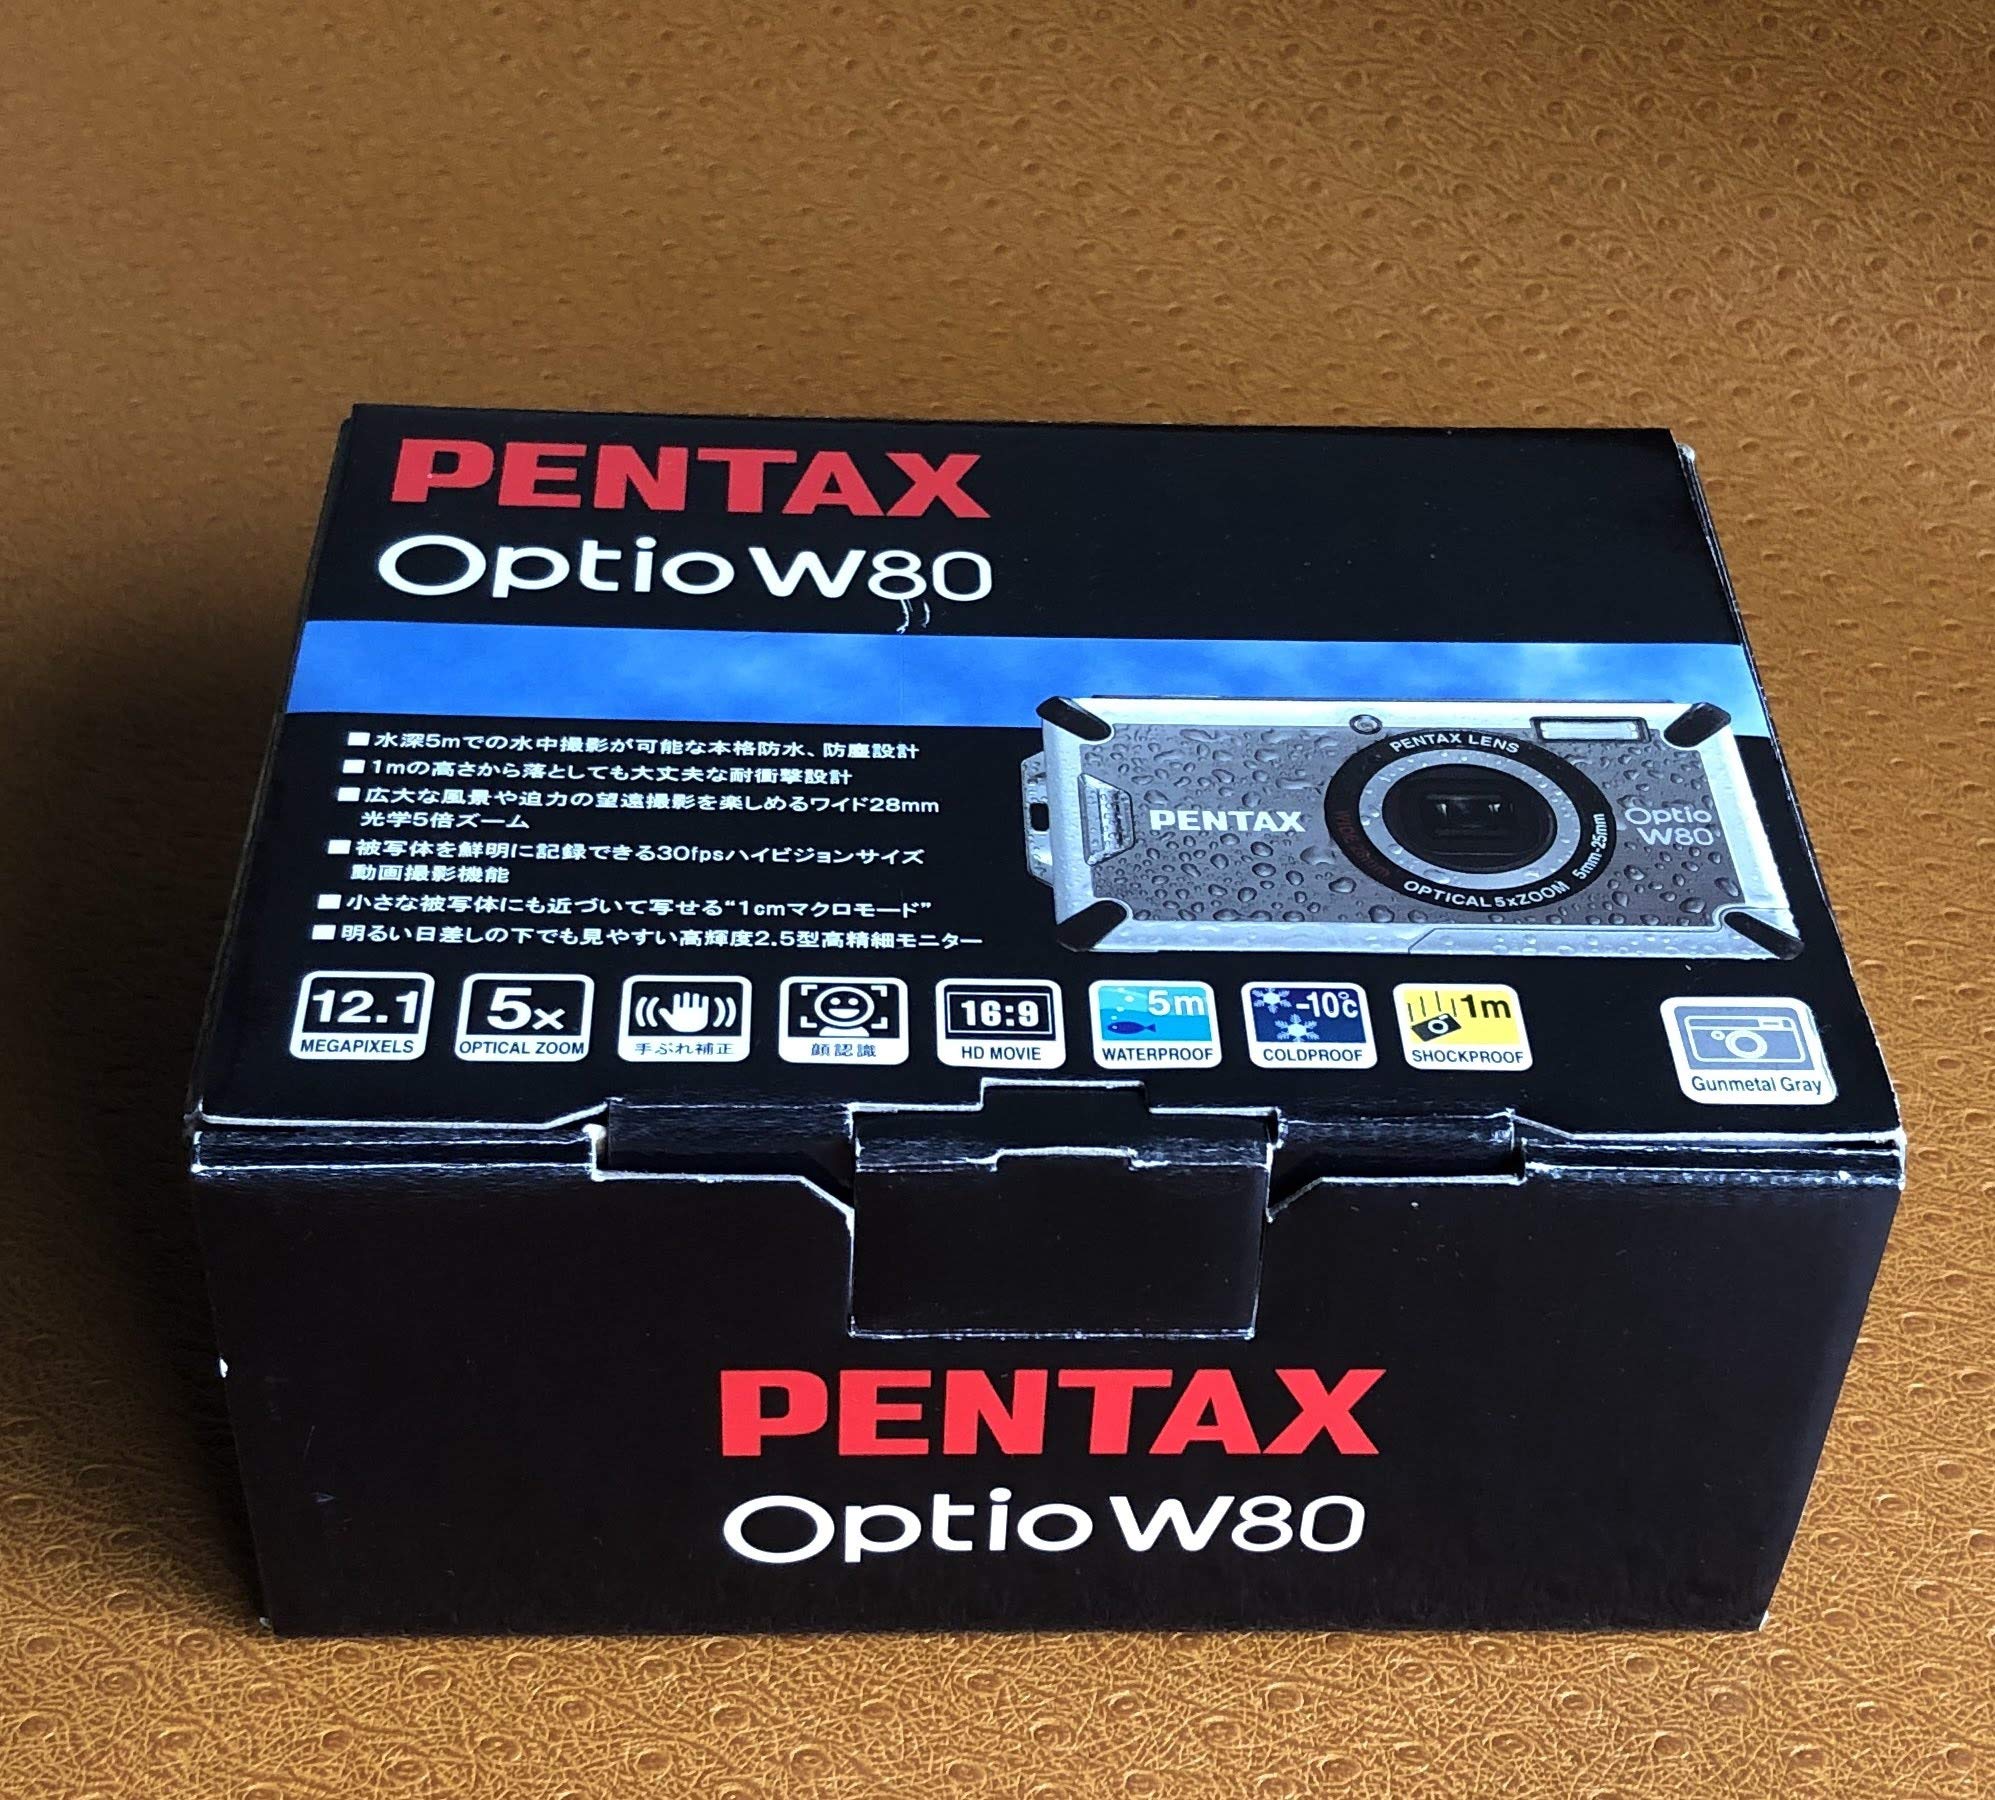 PENTAX
Optio W80
■水深5mでの水中撮影が可能な本格防水、防塵設計
■1mの高さから落としても大丈夫な耐衝撃設計
■広大な風景や迫力の望遠撮影を楽しめるワイド28mm
光学5倍ズーム
■被写体を鮮明に記録できる30fpsハイビジョンサイズ
動画撮影機能
■小さな被写体にも近づいて写せる“1cmマクロモード”
■明るい日差しの下でも見やすい高輝度2.5型高精細モニター
PENTAX LENS
PENTAX
Optio
W80
OPTICAL 5xZOOM 5mm-25mm
12.1
MEGAPIXELS
5x
OPTICAL ZOOM
手ぶれ補正
顔認識
16:9
HD MOVIE
5m
WATERPROOF
-10℃
COLDPROOF
1m
SHOCKPROOF
Gunmetal Gray
PENTAX
Optio W80